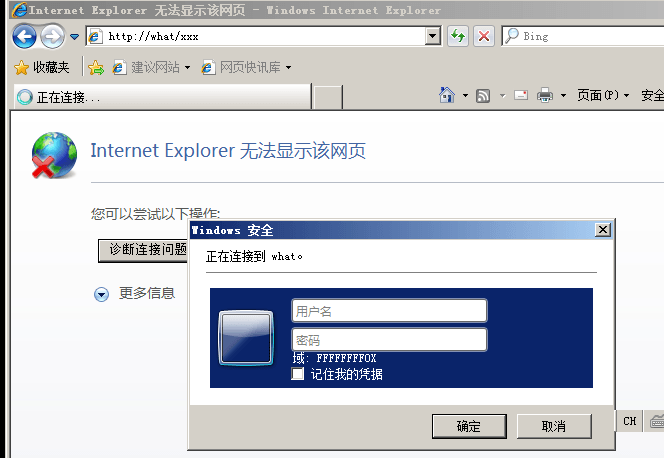 Internet Explorer 无法显示该网页 - Windows Internet Explorer
http://what/xxx
Bing
收藏夹 建议网站 网页快讯库
正在连接...
页面(P) 安全
Internet Explorer 无法显示该网页
您可以尝试以下操作:
诊断连接问题
更多信息
Windows 安全
正在连接到 what。
用户名
密码
域: FFFFFFFF0X
记住我的凭据
确定 取消
CH